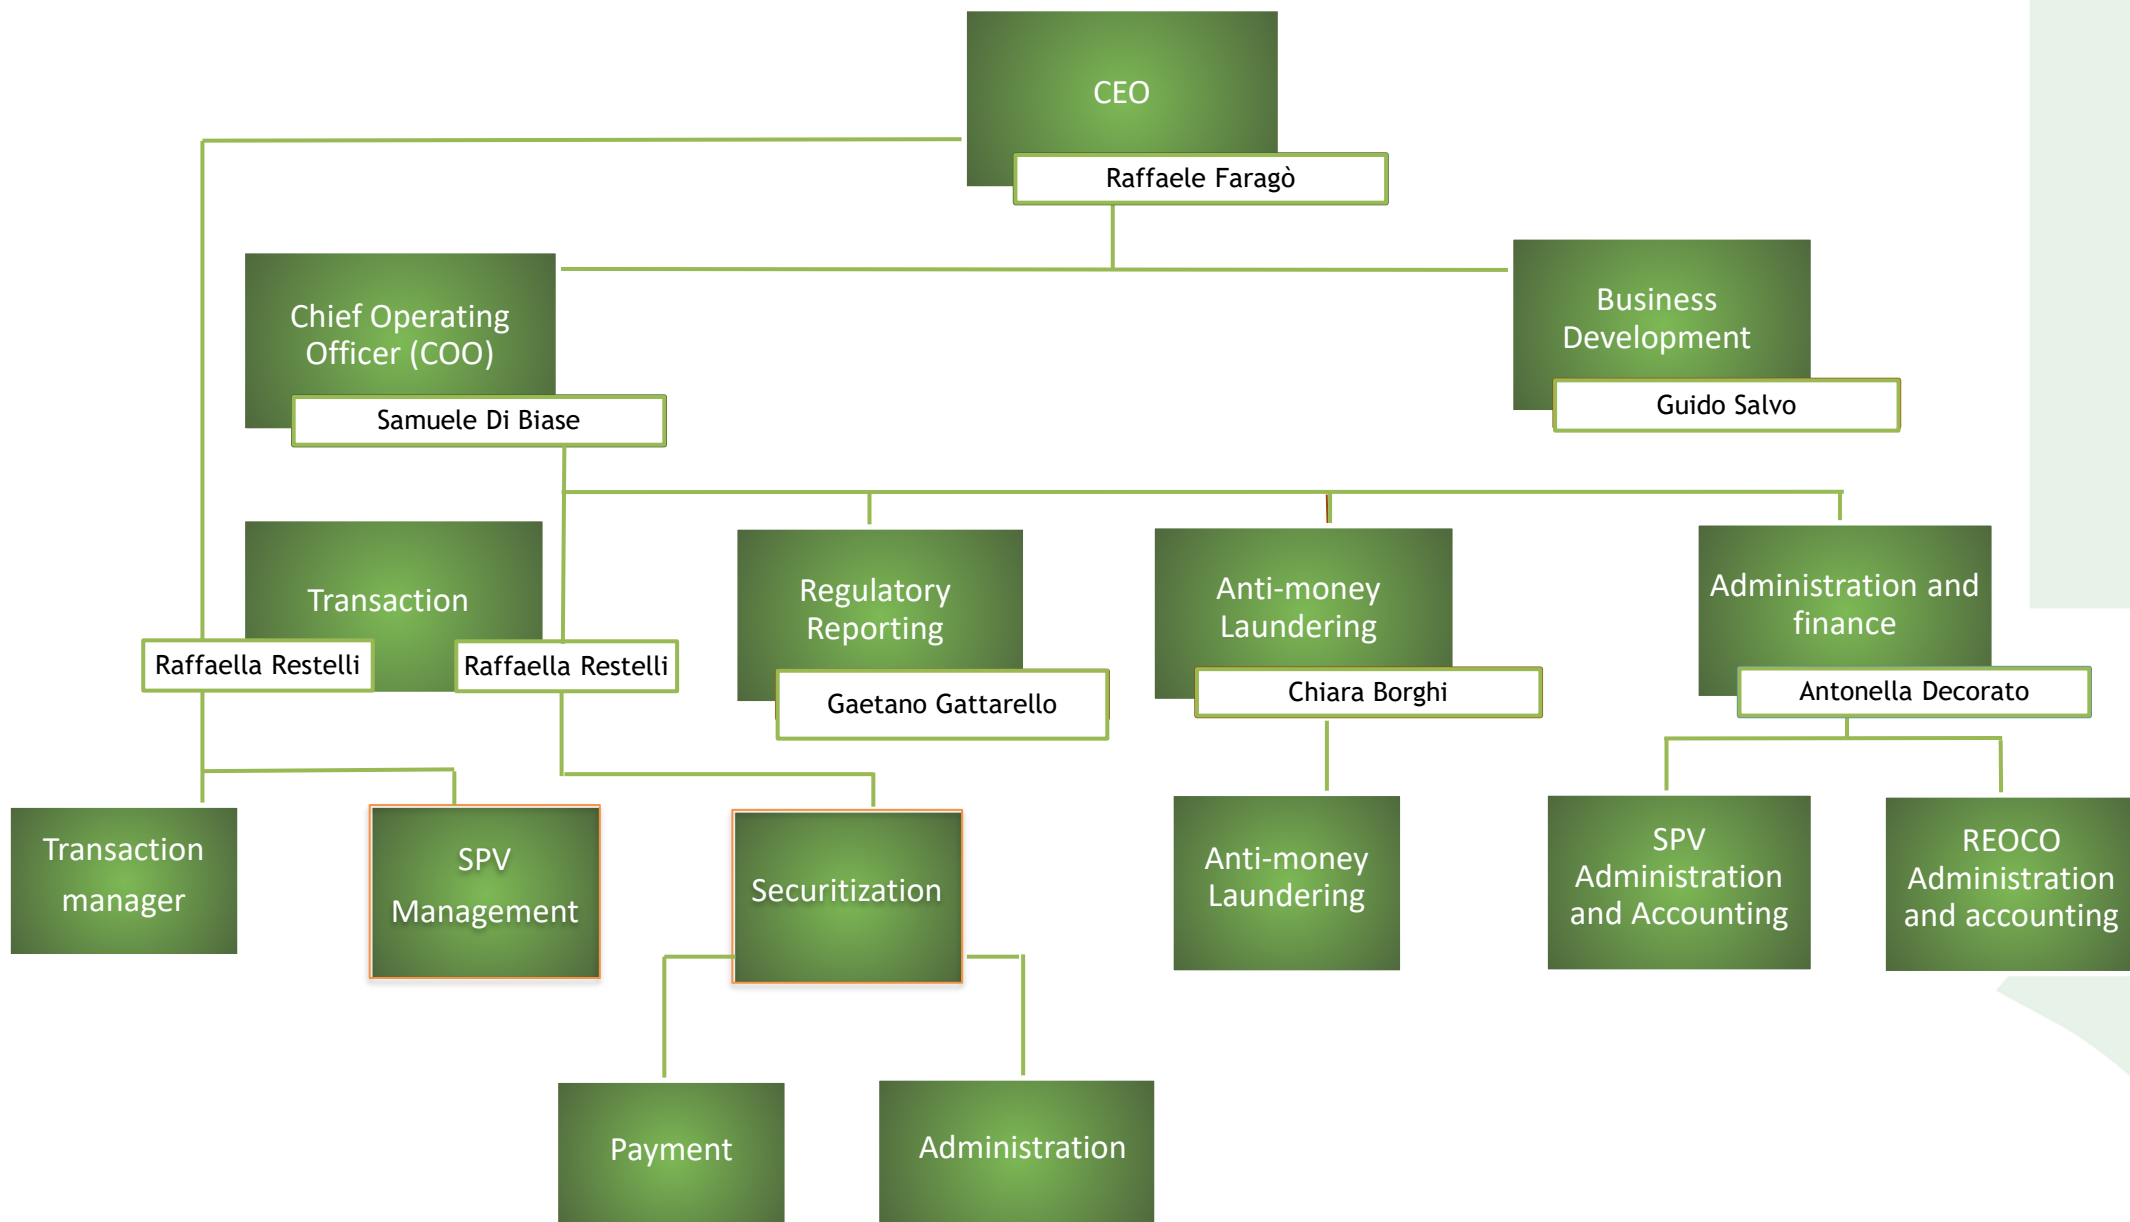 CEO
Raffaele Faragò
Chief Operating
Officer (COO)
Samuele Di Biase
Business
Development
Guido Salvo
Transaction
Raffaella Restelli
Raffaella Restelli
Regulatory
Reporting
Gaetano Gattarello
Anti-money
Laundering
Chiara Borghi
Administration and
finance
Antonella Decorato
Transaction
manager
SPV
Management
Securitization
Anti-money
Laundering
SPV
Administration
and Accounting
REOCO
Administration
and accounting
Payment
Administration